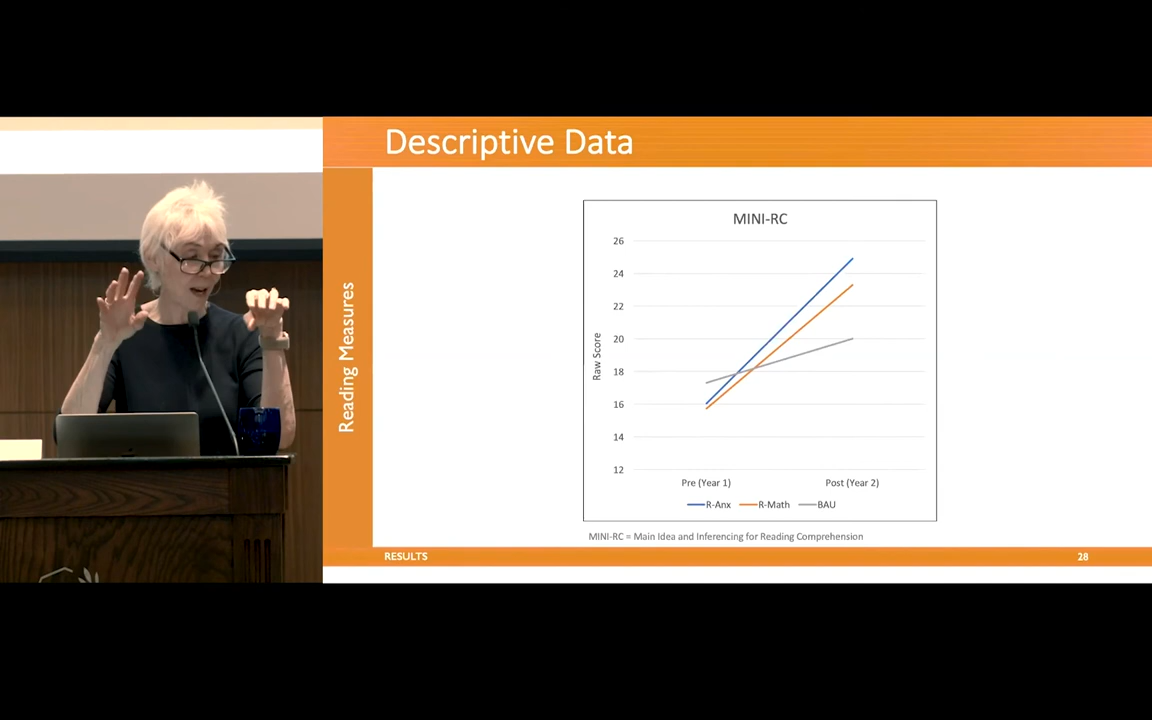 Descriptive Data
Reading Measures
MINI-RC
26
24
22
20
18
16
14
12
Raw Score
Pre (Year 1) Post (Year 2)
R-Anx R-Math BAU
MINI-RC = Main Idea and Inferencing for Reading Comprehension
RESULTS 28